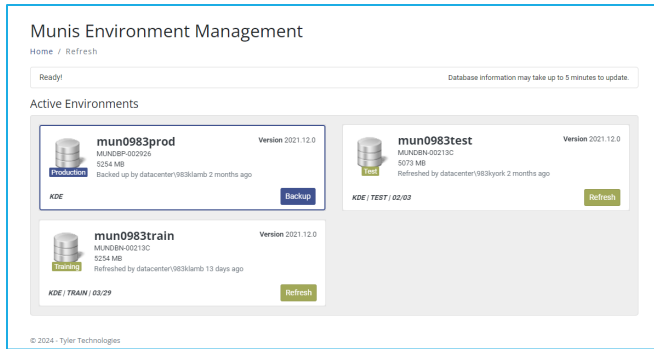 Munis Environment Management
Home / Refresh
Ready!
Database information may take up to 5 minutes to update.
Active Environments
mun0983prod
Version 2021.12.0
MUNDBP-002926
5254 MB
Production
Backed up by datacenter\983klamb 2 months ago
KDE
Backup
mun0983test
Version 2021.12.0
MUNDBN-00213C
5073 MB
Test
Refreshed by datacenter\983kyork 2 months ago
KDE | TEST | 02/03
Refresh
mun0983train
Version 2021.12.0
MUNDBN-00213C
5254 MB
Training
Refreshed by datacenter\983klamb 13 days ago
KDE | TRAIN | 03/29
Refresh
© 2024 - Tyler Technologies